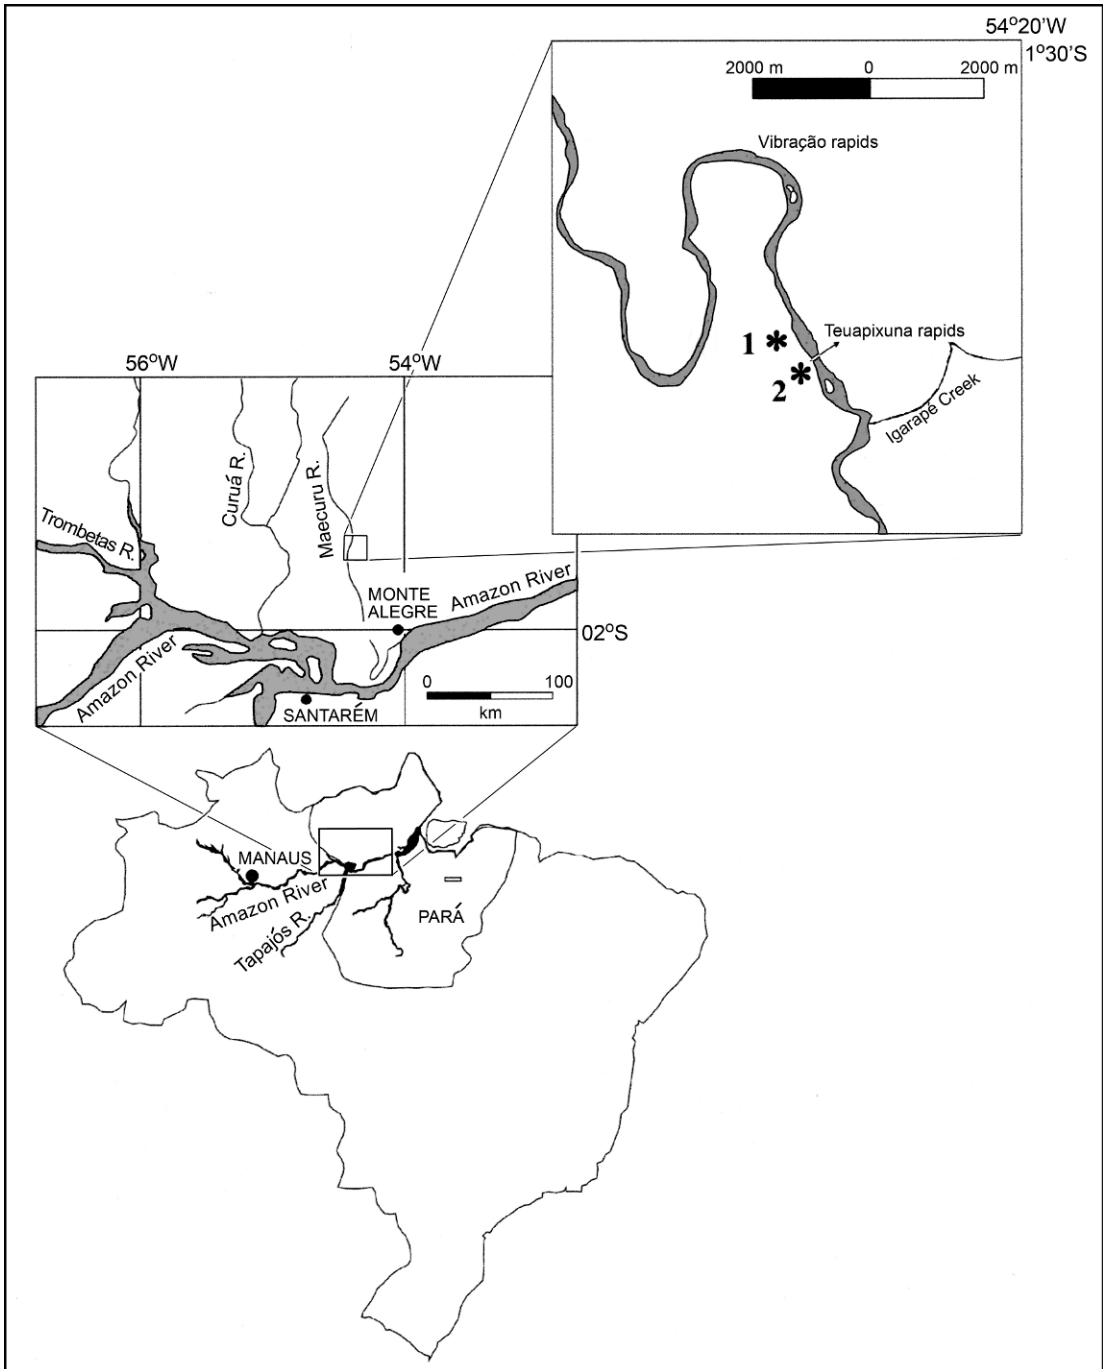 54°20'W
1°30'S
2000 m 0 2000 m
Vibração rapids
Teuapixuna rapids
1 *
2 *
Igarapé Creek
56°W
54°W
Curuá R.
Maecuru R.
Trombetas R.
MONTE
ALEGRE
Amazon River
02°S
Amazon River
0 100
km
SANTARÉM
MANAUS
Amazon River
Tapajós R.
PARÁ